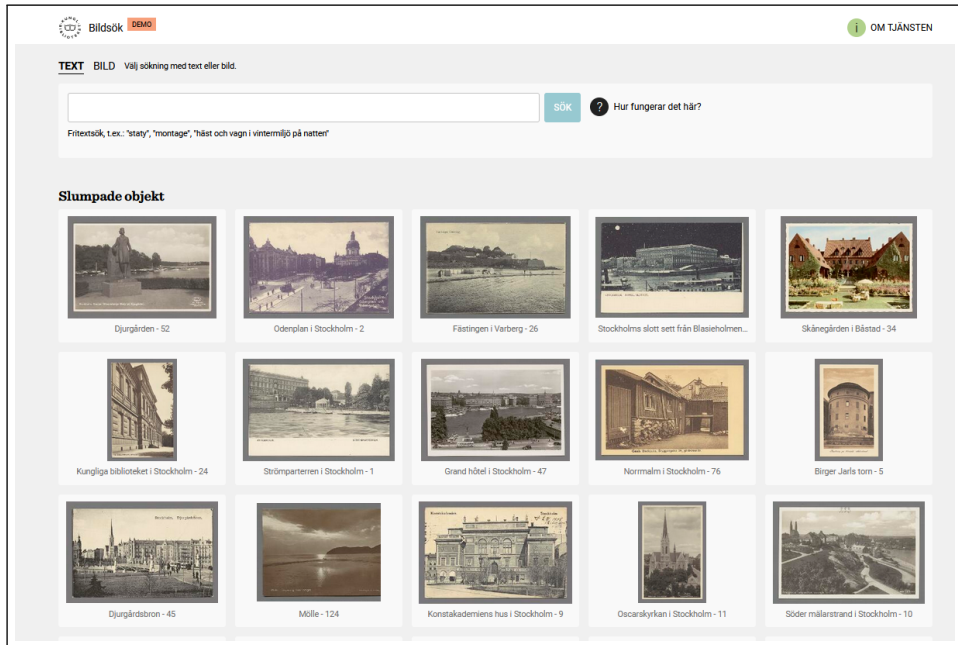 Bildsök DEMO
OM TJÄNSTEN
TEXT BILD Välj sökning med text eller bild.
SÖK ? Hur fungerar det här?
Fritextsök, t.ex.: "staty", "montage", "häst och vagn i vintermiljö på natten"
Slumpade objekt
Djurgården - 52
Odenplan i Stockholm - 2
Fästingen i Varberg - 26
Stockholms slott sett från Blasieholmen...
Skånegården i Båstad - 34
Kungliga biblioteket i Stockholm - 24
Strömparterren i Stockholm - 1
Grand hôtel i Stockholm - 47
Norrmalm i Stockholm - 76
Birger Jarls torn - 5
Djurgårdsbron - 45
Mölle - 124
Konstakademiens hus i Stockholm - 9
Oscarskyrkan i Stockholm - 11
Söder mälarstrand i Stockholm - 10